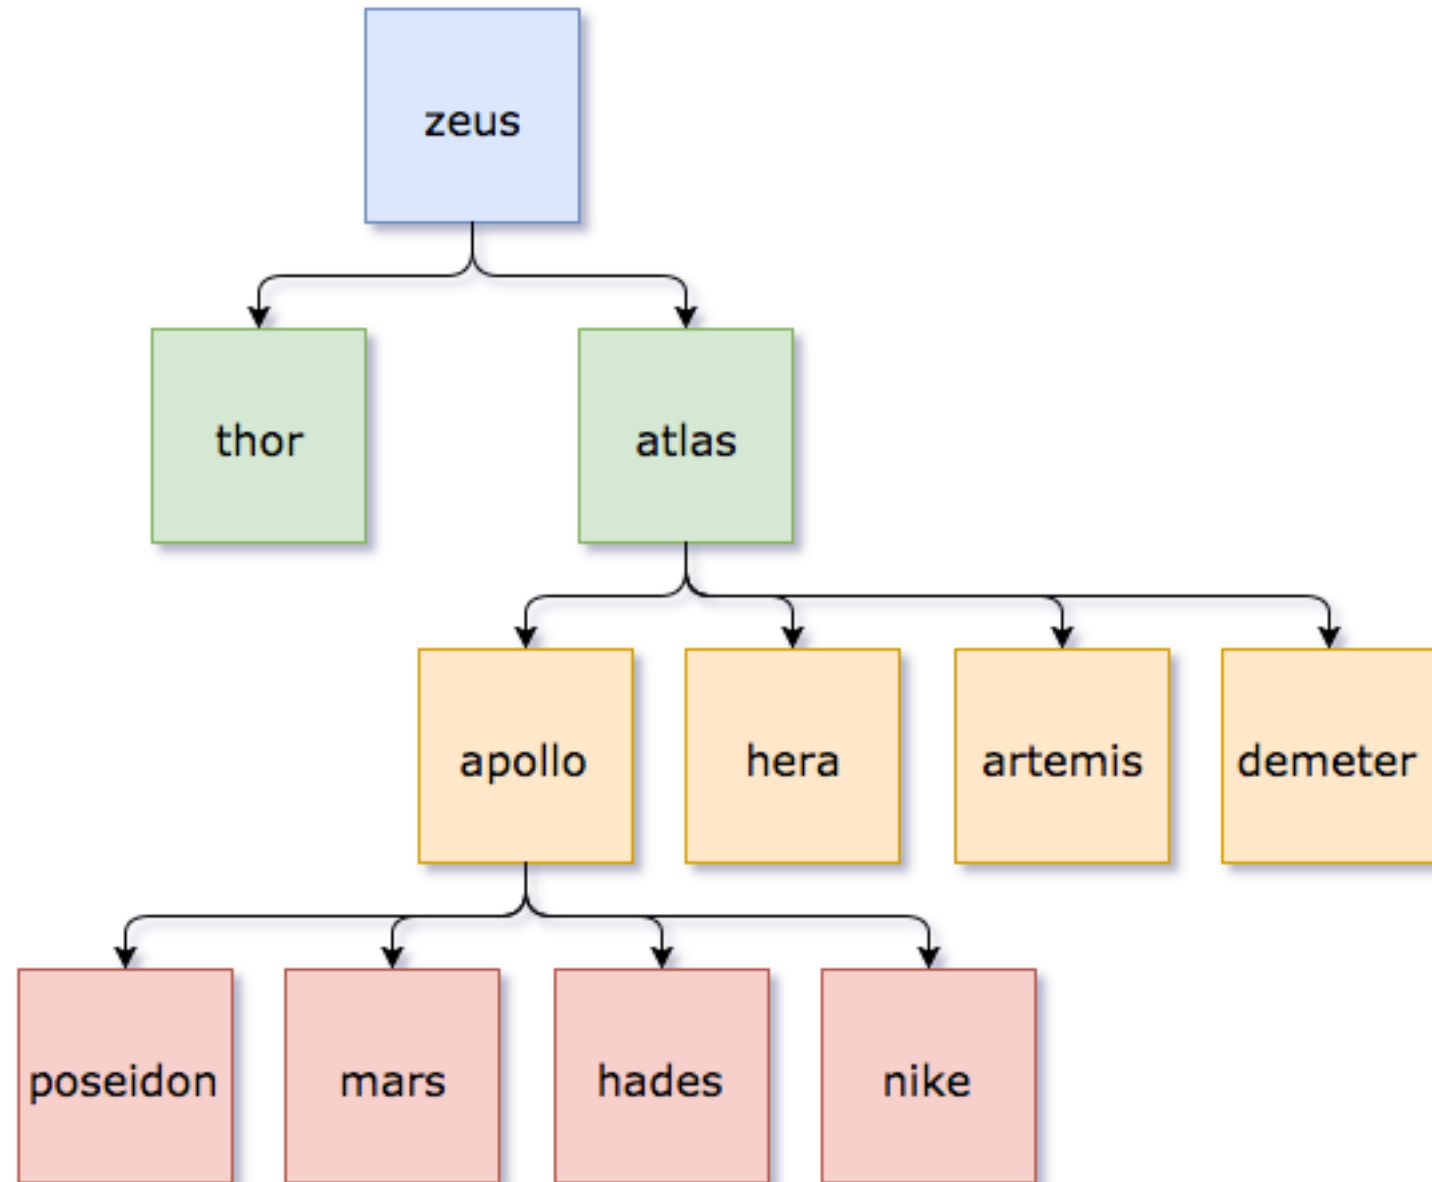 zeus
thor
atlas
apollo
hera
artemis
demeter
poseidon
mars
hades
nike